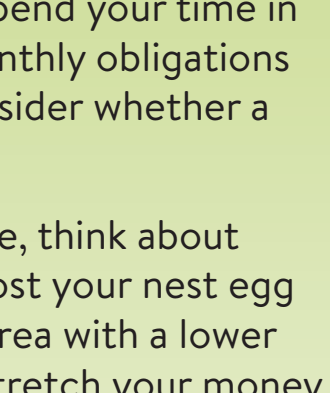 pend your time in
nthly obligations
sider whether a
e, think about
ost your nest egg
rea with a lower
tretch your money